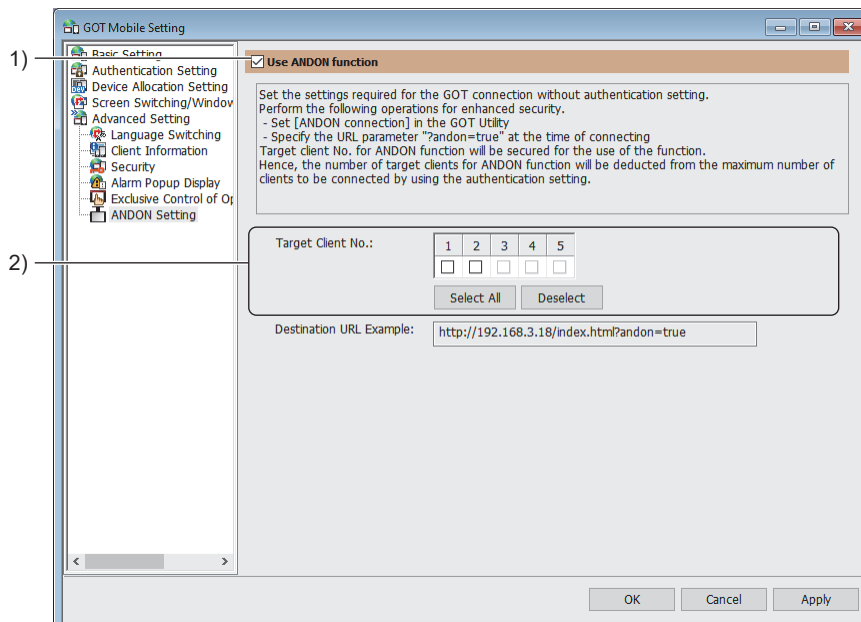 GOT Mobile Setting
1)
Basic Setting
Authentication Setting
Device Allocation Setting
Screen Switching/Window
Advanced Setting
Language Switching
Client Information
Security
Alarm Popup Display
Exclusive Control of Op
ANDON Setting
Use ANDON function
Set the settings required for the GOT connection without authentication setting.
Perform the following operations for enhanced security.
- Set [ANDON connection] in the GOT Utility
- Specify the URL parameter "?andon=true" at the time of connecting
Target client No. for ANDON function will be secured for the use of the function.
Hence, the number of target clients for ANDON function will be deducted from the maximum number of
clients to be connected by using the authentication setting.
2)
Target Client No.: 1 2 3 4 5
Select All Deselect
Destination URL Example: http://192.168.3.18/index.html?andon=true
OK Cancel Apply